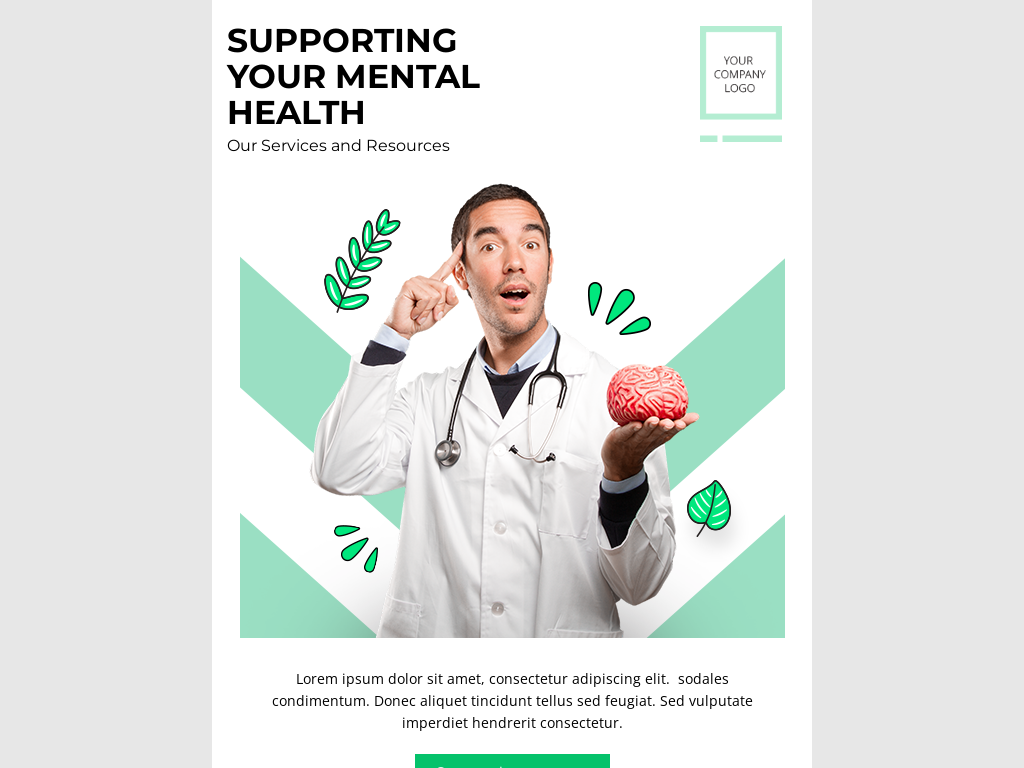 SUPPORTING
YOUR MENTAL
HEALTH
Our Services and Resources
YOUR
COMPANY
LOGO
Lorem ipsum dolor sit amet, consectetur adipiscing elit.  sodales
condimentum. Donec aliquet tincidunt tellus sed feugiat. Sed vulputate
imperdiet hendrerit consectetur.